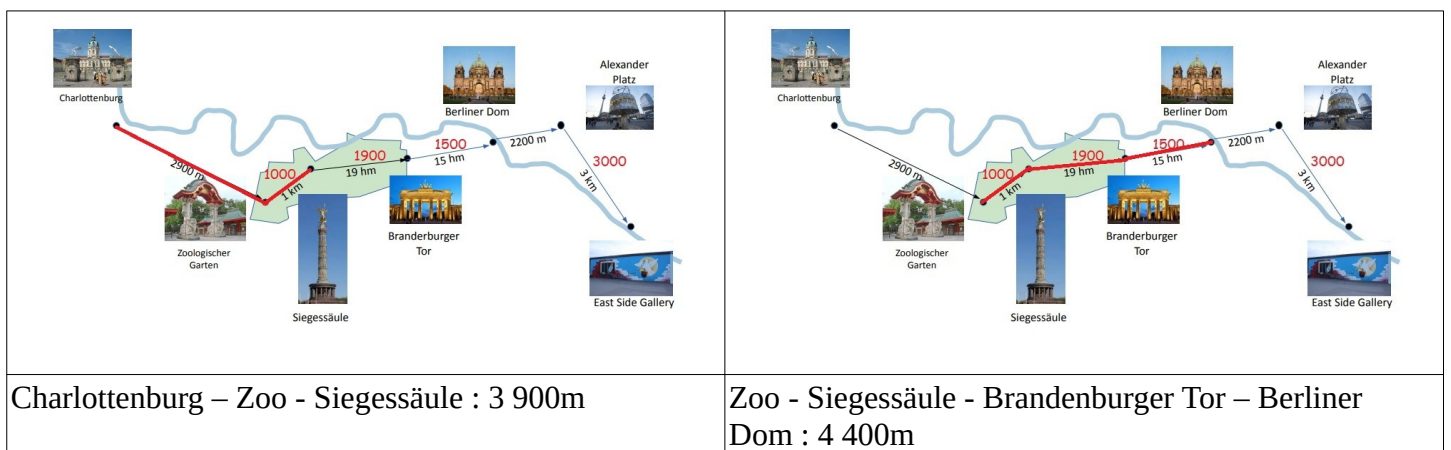 Charlottenburg
2900 m
Zoologischer
Garten
1000
1 km
Siegessäule
1900
19 hm
Branderburger
Tor
1500
15 hm
Berliner Dom
2200 m
Alexander
Platz
3000
3 km
East Side Gallery
Charlottenburg – Zoo - Siegessäule : 3 900m
Charlottenburg
2900 m
Zoologischer
Garten
1000
1 km
Siegessäule
1900
19 hm
Branderburger
Tor
1500
15 hm
Berliner Dom
2200 m
Alexander
Platz
3000
3 km
East Side Gallery
Zoo - Siegessäule - Brandenburger Tor – Berliner
Dom : 4 400m